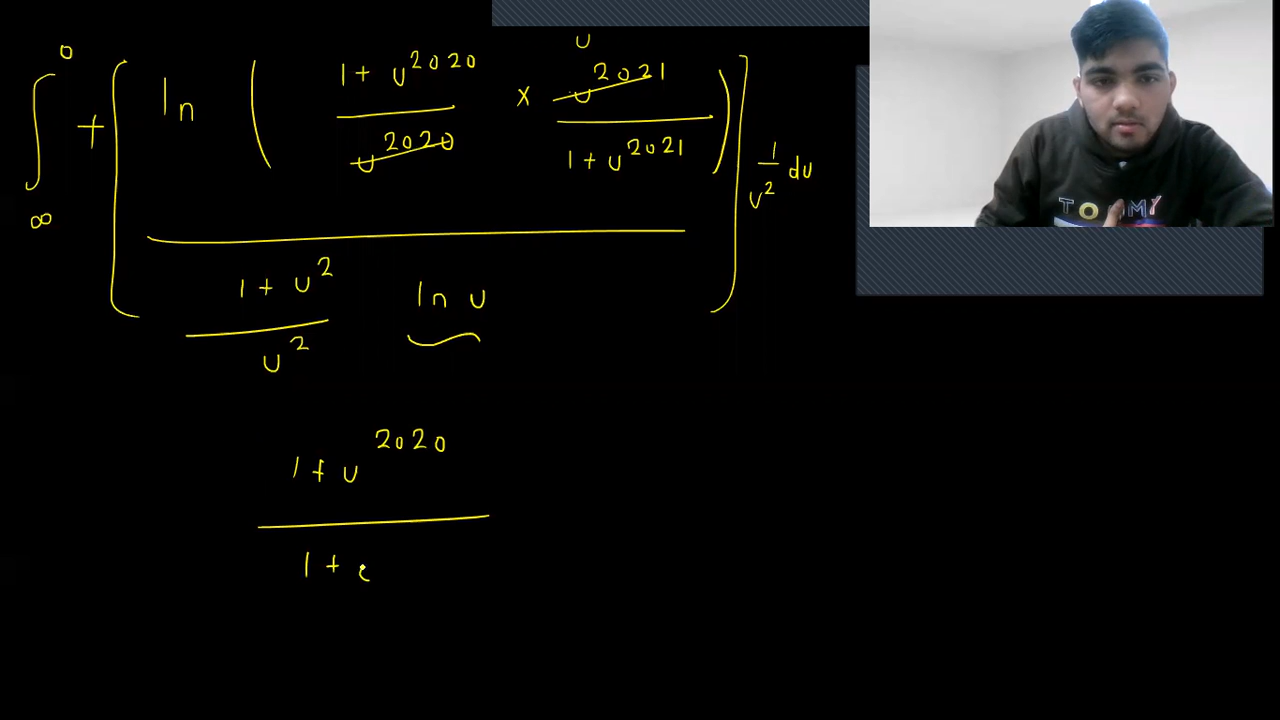 ∫_∞^0 + [ ln ( (1 + u^2020)/u^2020 × u^2021/(1 + u^2021) ) ] 1/u^2 du
u
1 + u^2 ln u
u^2
1 + u^2020
1 +
TOMMY